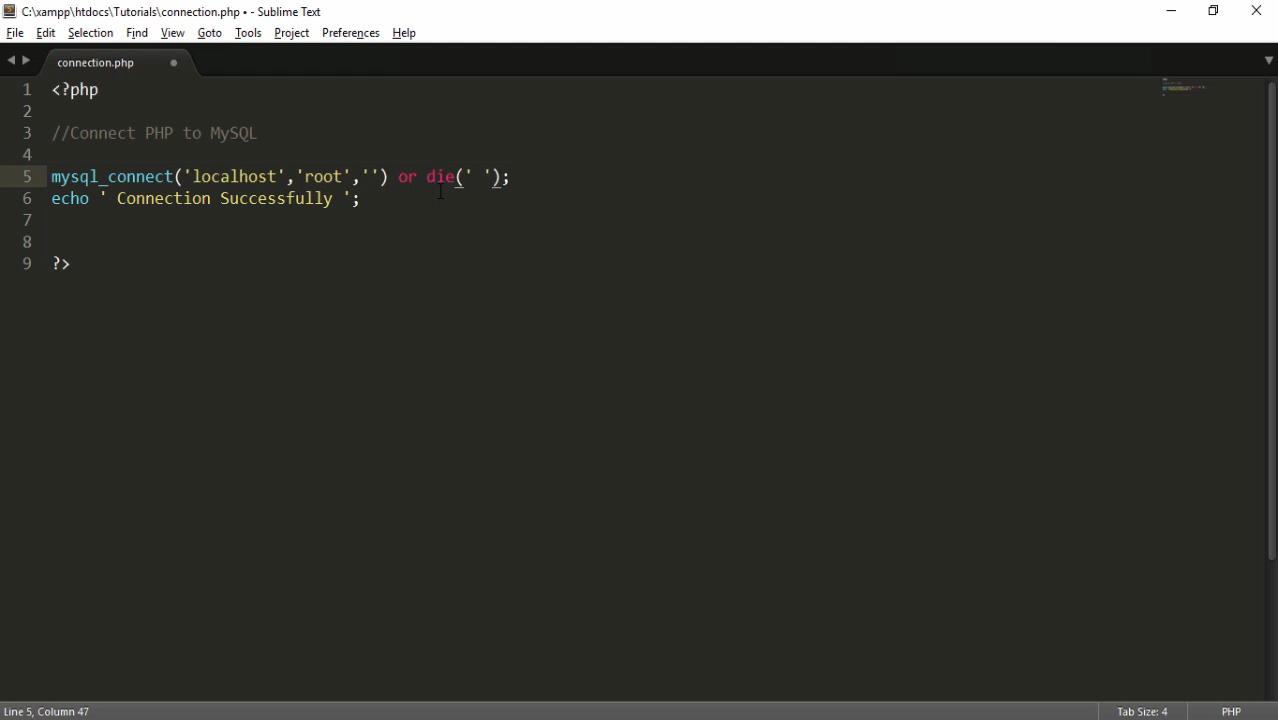 C:\xampp\htdocs\Tutorials\connection.php • - Sublime Text
File Edit Selection Find View Goto Tools Project Preferences Help
connection.php
1 <?php
2
3 //Connect PHP to MySQL
4
5 mysql_connect('localhost','root','') or die(' ');
6 echo ' Connection Successfully ';
7
8
9 ?>
Line 5, Column 47 Tab Size: 4 PHP